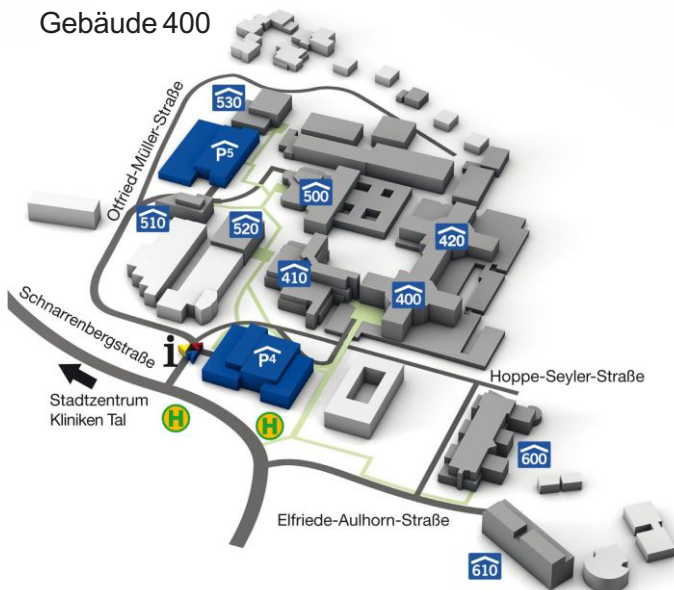 Gebäude 400
530
Otfried-Müller-Straße
P5
500
510
520
420
410
400
Schnarrenbergstraße
i
P4
Hoppe-Seyler-Straße
Stadtzentrum
Kliniken Tal
H
H
600
Elfriede-Aulhorn-Straße
610